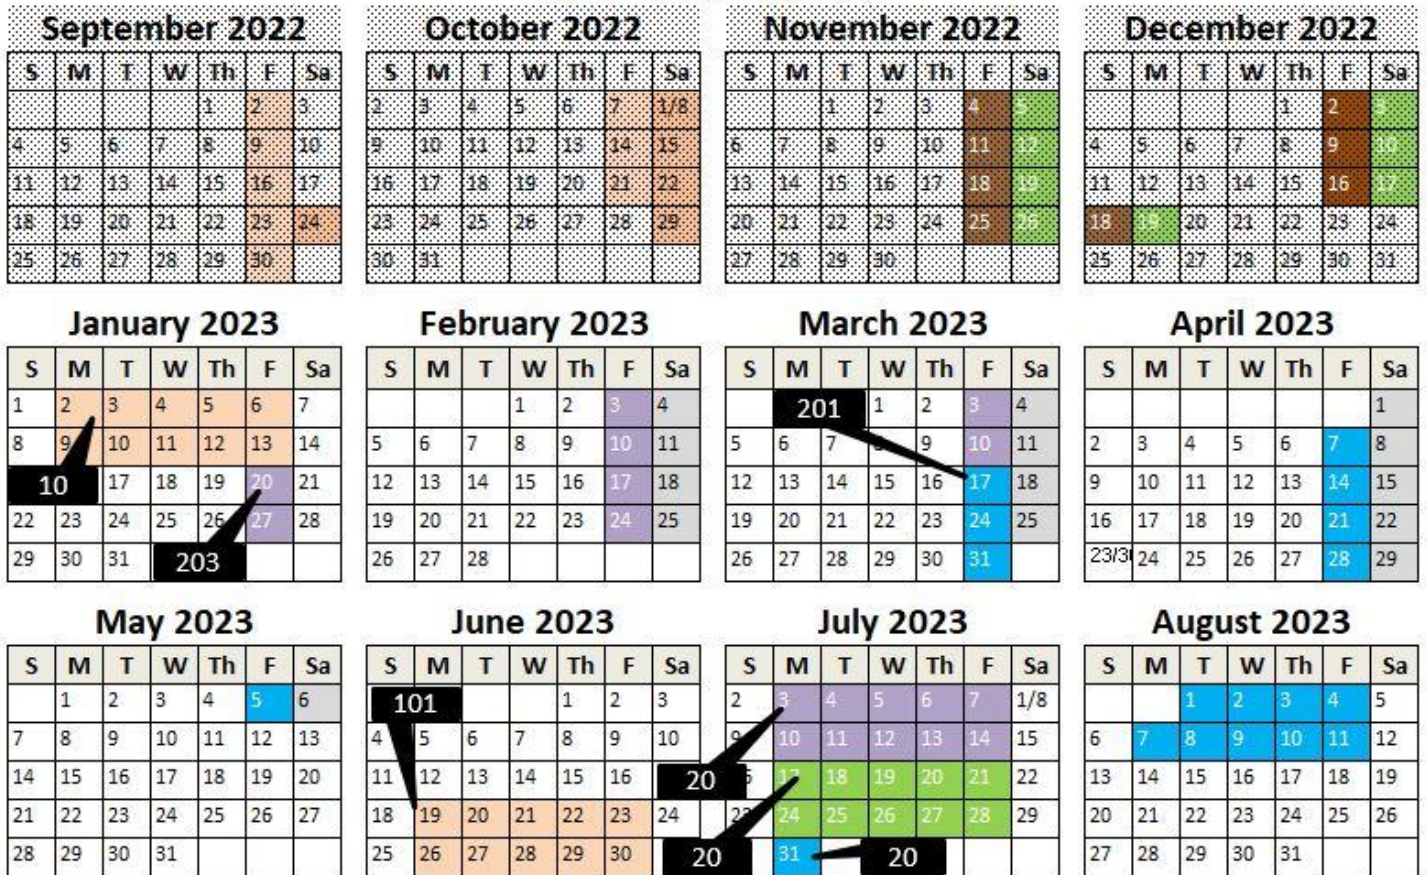 September 2022 October 2022 November 2022 December 2022
S M T W Th F Sa S M T W Th F Sa S M T W Th F Sa S M T W Th F Sa
1 2 3 2 3 4 5 6 7 1/8 1 2 3 4 5 1 2 3
4 5 6 7 8 9 10 9 10 11 12 13 14 15 6 7 8 9 10 11 12 4 5 6 7 8 9 10
11 12 13 14 15 16 17 16 17 18 19 20 21 22 13 14 15 16 17 18 19 11 12 13 14 15 16 17
18 19 20 21 22 23 24 23 24 25 26 27 28 29 20 21 22 23 24 25 26 18 19 20 21 22 23 24
25 26 27 28 29 30 30 31 27 28 29 30 25 26 27 28 29 30 31
January 2023 February 2023 March 2023 April 2023
S M T W Th F Sa S M T W Th F Sa S M T W Th F Sa S M T W Th F Sa
1 2 3 4 5 6 7 1 2 3 4 201 1 2 3 4 1
8 9 10 11 12 13 14 5 6 7 8 9 10 11 5 6 7 9 10 11 2 3 4 5 6 7 8
10 17 18 19 20 21 12 13 14 15 16 17 18 12 13 14 15 16 17 18 9 10 11 12 13 14 15
22 23 24 25 26 27 28 19 20 21 22 23 24 25 19 20 21 22 23 24 25 16 17 18 19 20 21 22
29 30 31 203 26 27 28 26 27 28 29 30 31 23/3 24 25 26 27 28 29
May 2023 June 2023 July 2023 August 2023
S M T W Th F Sa S M T W Th F Sa S M T W Th F Sa S M T W Th F Sa
1 2 3 4 5 6 101 1 2 3 2 3 4 5 6 7 1/8 1 2 3 4 5
7 8 9 10 11 12 13 4 5 6 7 8 9 10 9 10 11 12 13 14 15 6 7 8 9 10 11 12
14 15 16 17 18 19 20 11 12 13 14 15 16 20 17 18 19 20 21 22 13 14 15 16 17 18 19
21 22 23 24 25 26 27 18 19 20 21 22 23 24 23 24 25 26 27 28 29 20 21 22 23 24 25 26
28 29 30 31 25 26 27 28 29 30 20 31 20 27 28 29 30 31